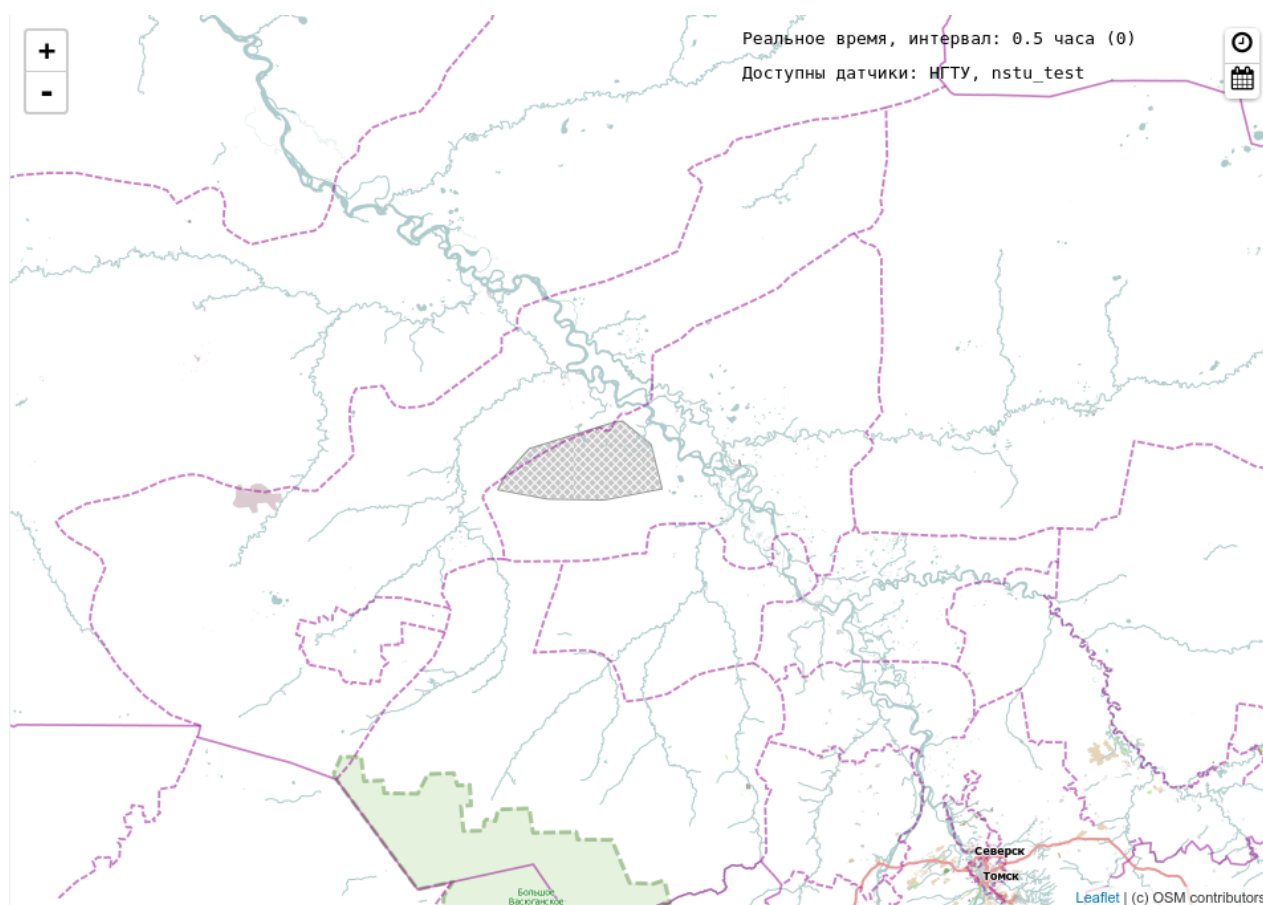 +
-
Реальное время, интервал: 0.5 часа (0)
Доступны датчики: НГТУ, nstu_test
Северск
Томск
Большое
Васюганское
Leaflet | (c) OSM contributors